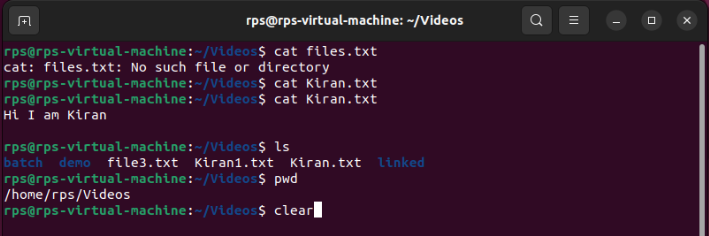 rps@rps-virtual-machine: ~/Videos
rps@rps-virtual-machine:~/Videos$ cat files.txt
cat: files.txt: No such file or directory
rps@rps-virtual-machine:~/Videos$ cat Kiran.txt
rps@rps-virtual-machine:~/Videos$ cat Kiran.txt
Hi I am Kiran
rps@rps-virtual-machine:~/Videos$ ls
batch  demo  file3.txt  Kiran1.txt  Kiran.txt  linked
rps@rps-virtual-machine:~/Videos$ pwd
/home/rps/Videos
rps@rps-virtual-machine:~/Videos$ clear